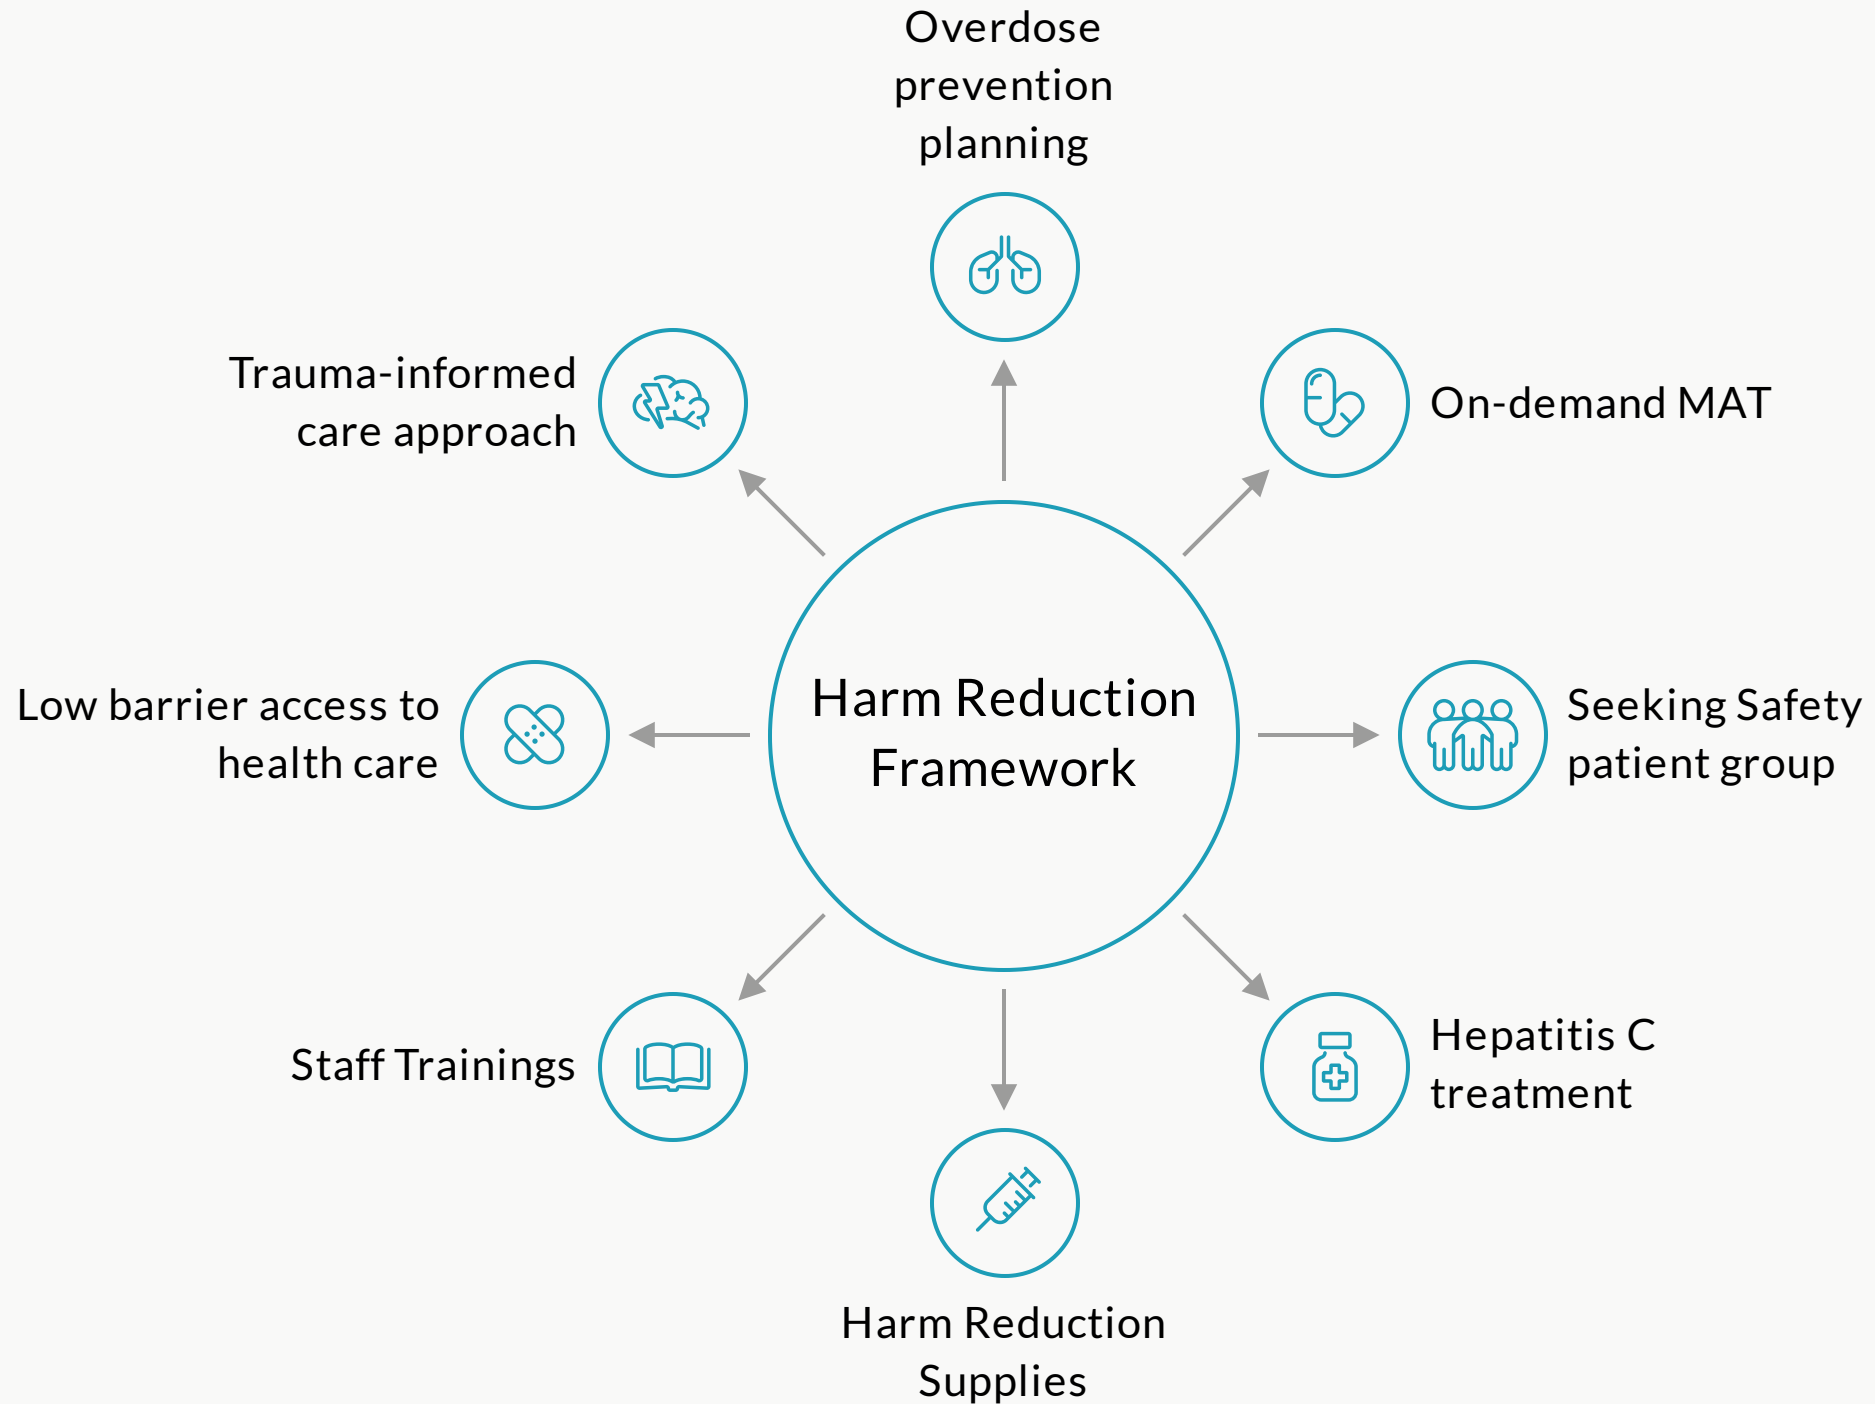 Overdose
prevention
planning
Trauma-informed
care approach
On-demand MAT
Low barrier access to
health care
Harm Reduction
Framework
Seeking Safety
patient group
Staff Trainings
Hepatitis C
treatment
Harm Reduction
Supplies